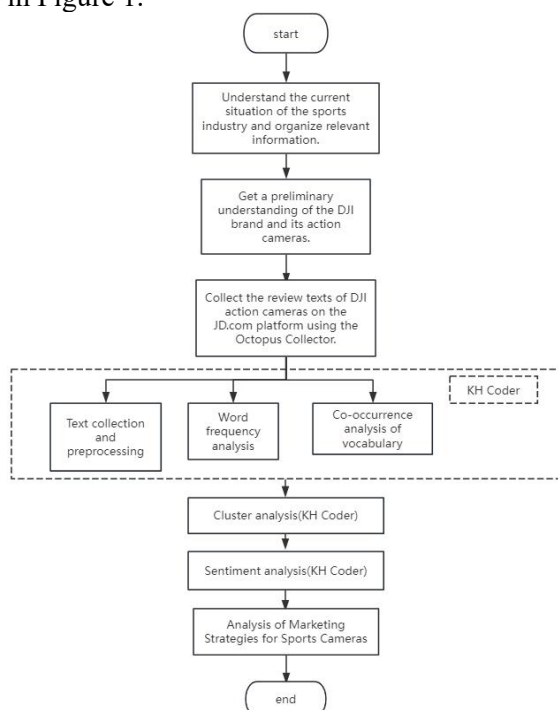 in Figure 1.
start
Understand the current
situation of the sports
industry and organize relevant
information.
Get a preliminary
understanding of the DJI
brand and its action
cameras.
Collect the review texts of DJI
action cameras on the
JD.com platform using the
Octopus Collector.
KH Coder
Text collection
and
preprocessing
Word
frequency
analysis
Co-occurrence
analysis of
vocabulary
Cluster analysis(KH Coder)
Sentiment analysis(KH Coder)
Analysis of Marketing
Strategies for Sports Cameras
end